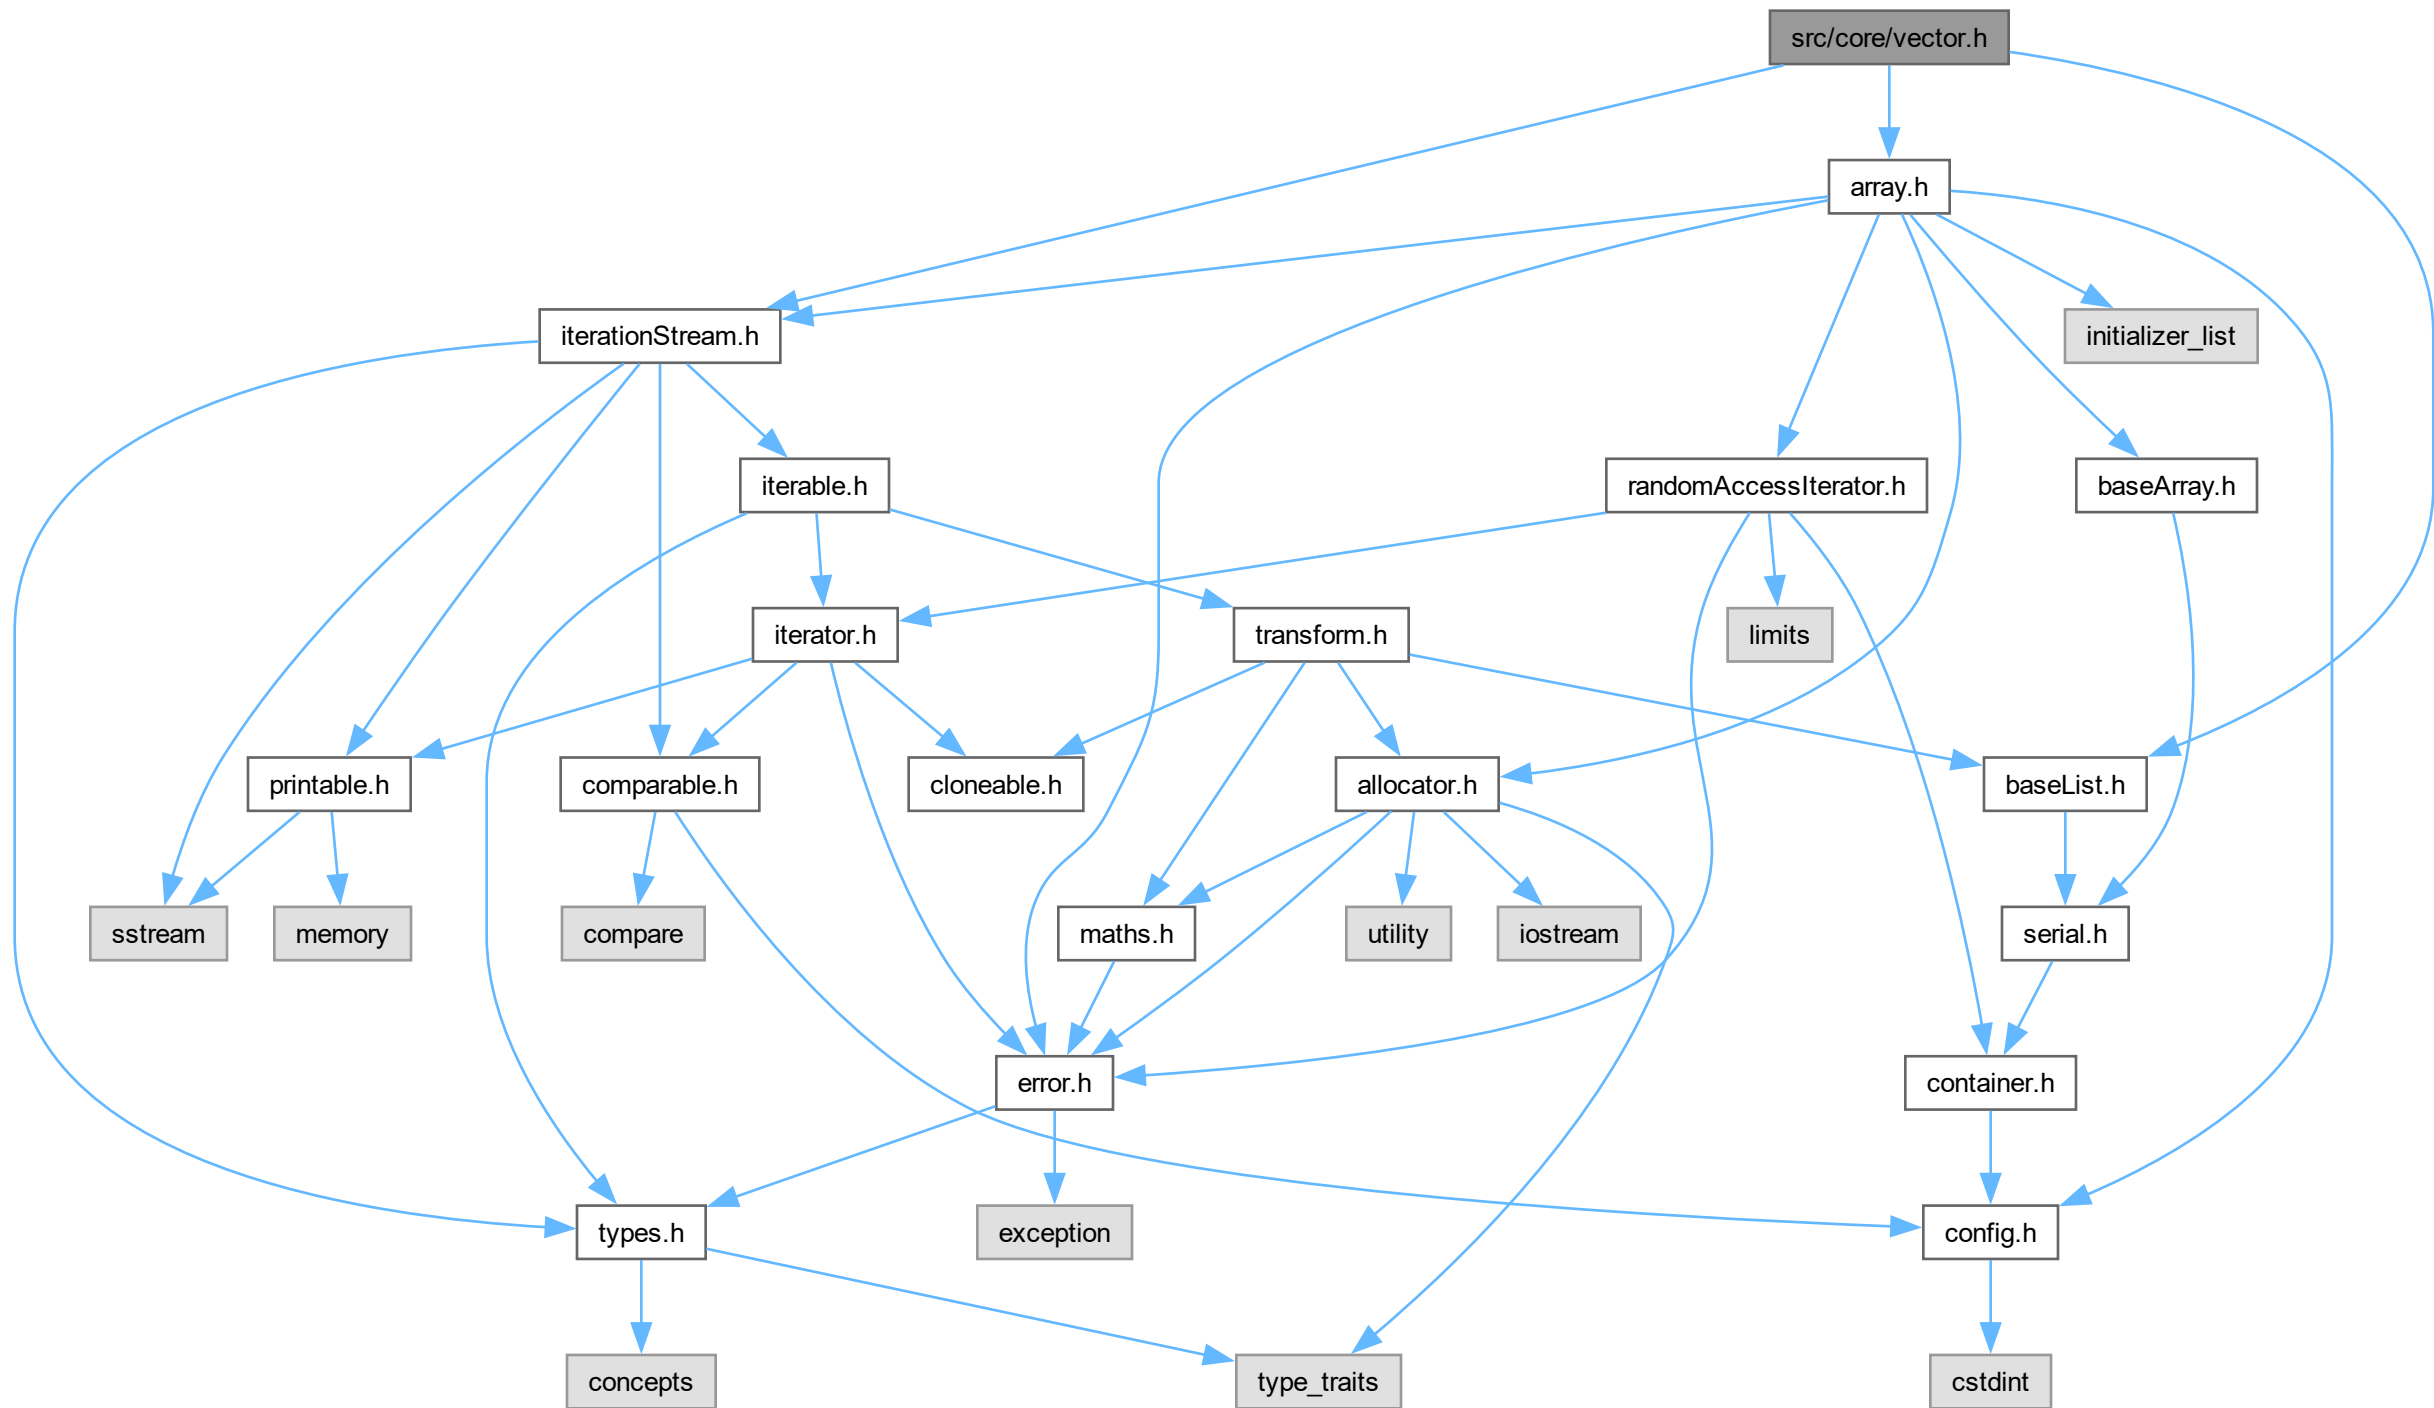 src/core/vector.h
array.h
iterationStream.h
initializer_list
iterable.h
randomAccessIterator.h
baseArray.h
iterator.h
transform.h
limits
printable.h
comparable.h
cloneable.h
allocator.h
baseList.h
sstream
memory
compare
maths.h
utility
iostream
serial.h
error.h
container.h
types.h
exception
config.h
concepts
type_traits
cstdint